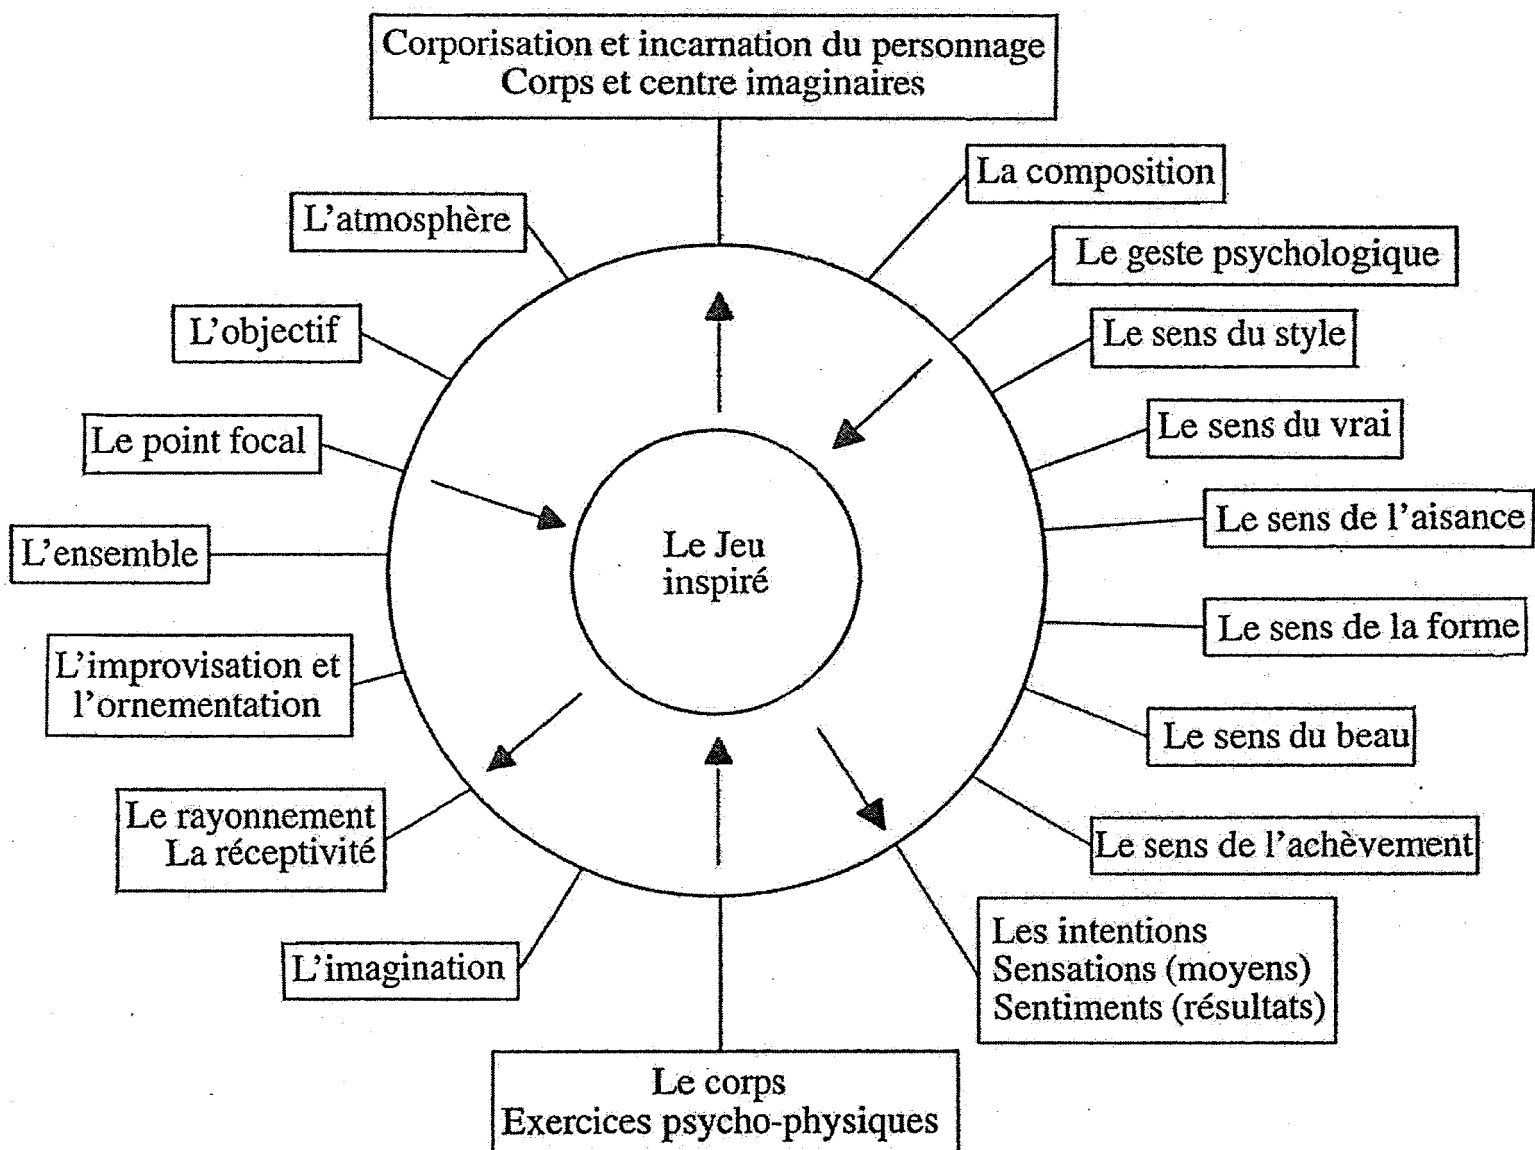 Corporisation et incarnation du personnage
Corps et centre imaginaires
La composition
L'atmosphère
Le geste psychologique
L'objectif
Le sens du style
Le point focal
Le sens du vrai
Le sens de l'aisance
L'ensemble
Le Jeu
inspiré
Le sens de la forme
L'improvisation et
l'ornementation
Le sens du beau
Le rayonnement
La réceptivité
Le sens de l'achèvement
L'imagination
Les intentions
Sensations (moyens)
Sentiments (résultats)
Le corps
Exercices psycho-physiques